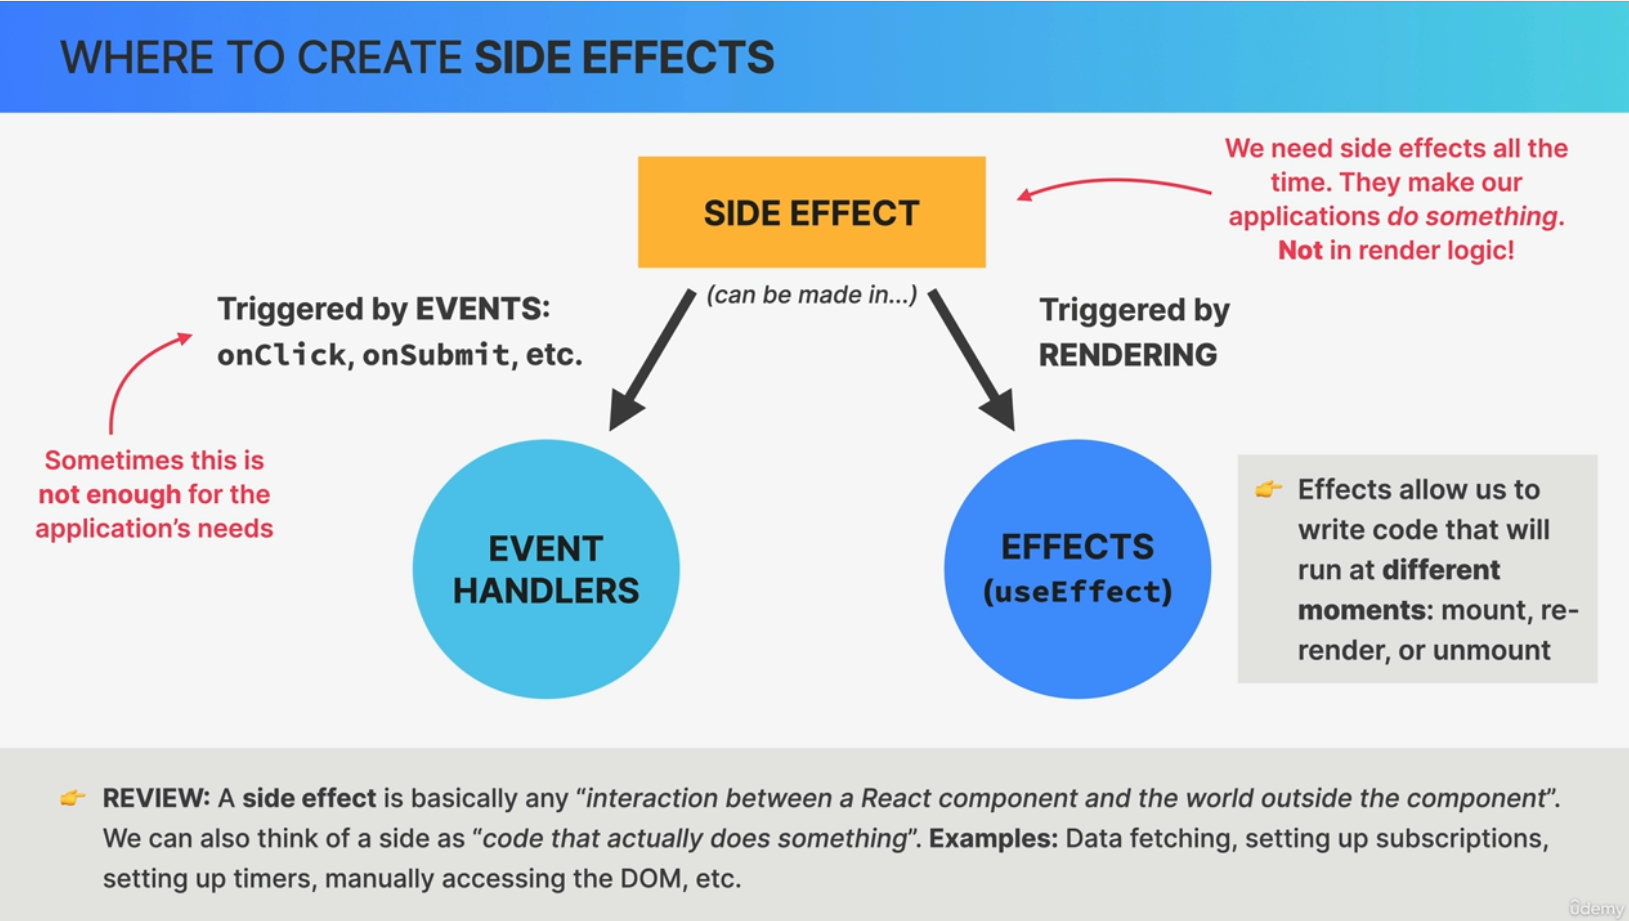 WHERE TO CREATE SIDE EFFECTS
We need side effects all the
time. They make our
applications do something.
Not in render logic!
SIDE EFFECT
(can be made in...)
Triggered by EVENTS:
onClick, onSubmit, etc.
Triggered by
RENDERING
Sometimes this is
not enough for the
application's needs
EVENT
HANDLERS
EFFECTS
(useEffect)
👉 Effects allow us to
write code that will
run at different
moments: mount, re-
render, or unmount
👉 REVIEW: A side effect is basically any “interaction between a React component and the world outside the component”.
We can also think of a side as “code that actually does something”. Examples: Data fetching, setting up subscriptions,
setting up timers, manually accessing the DOM, etc.
ûdemy